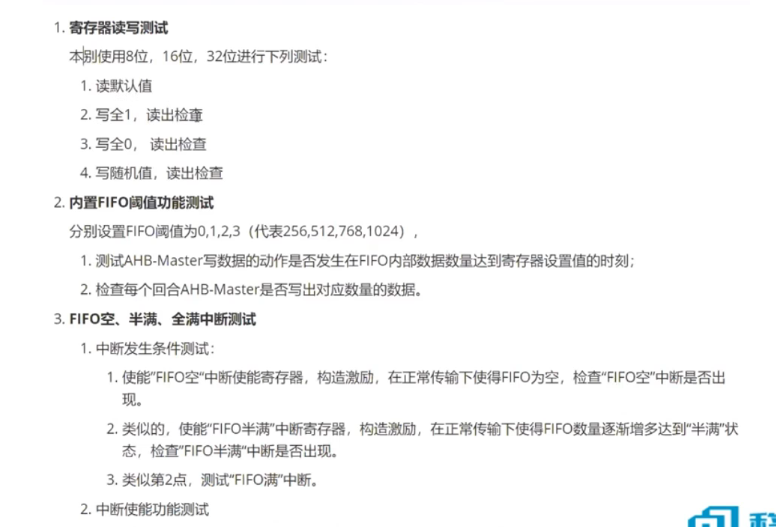 1. 寄存器读写测试
本别使用8位，16位，32位进行下列测试：
1. 读默认值
2. 写全1，读出检查
3. 写全0， 读出检查
4. 写随机值，读出检查
2. 内置FIFO阈值功能测试
分别设置FIFO阈值为0,1,2,3（代表256,512,768,1024），
1. 测试AHB-Master写数据的动作是否发生在FIFO内部数据数量达到寄存器设置值的时刻；
2. 检查每个回合AHB-Master是否写出对应数量的数据。
3. FIFO空、半满、全满中断测试
1. 中断发生条件测试：
1. 使能”FIFO空“中断使能寄存器，构造激励，在正常传输下使得FIFO为空，检查“FIFO空”中断是否出
现。
2. 类似的，使能”FIFO半满”中断寄存器，构造激励，在正常传输下使得FIFO数量逐渐增多达到“半满”状
态，检查“FIFO半满”中断是否出现。
3. 类似第2点，测试“FIFO满”中断。
2. 中断使能功能测试